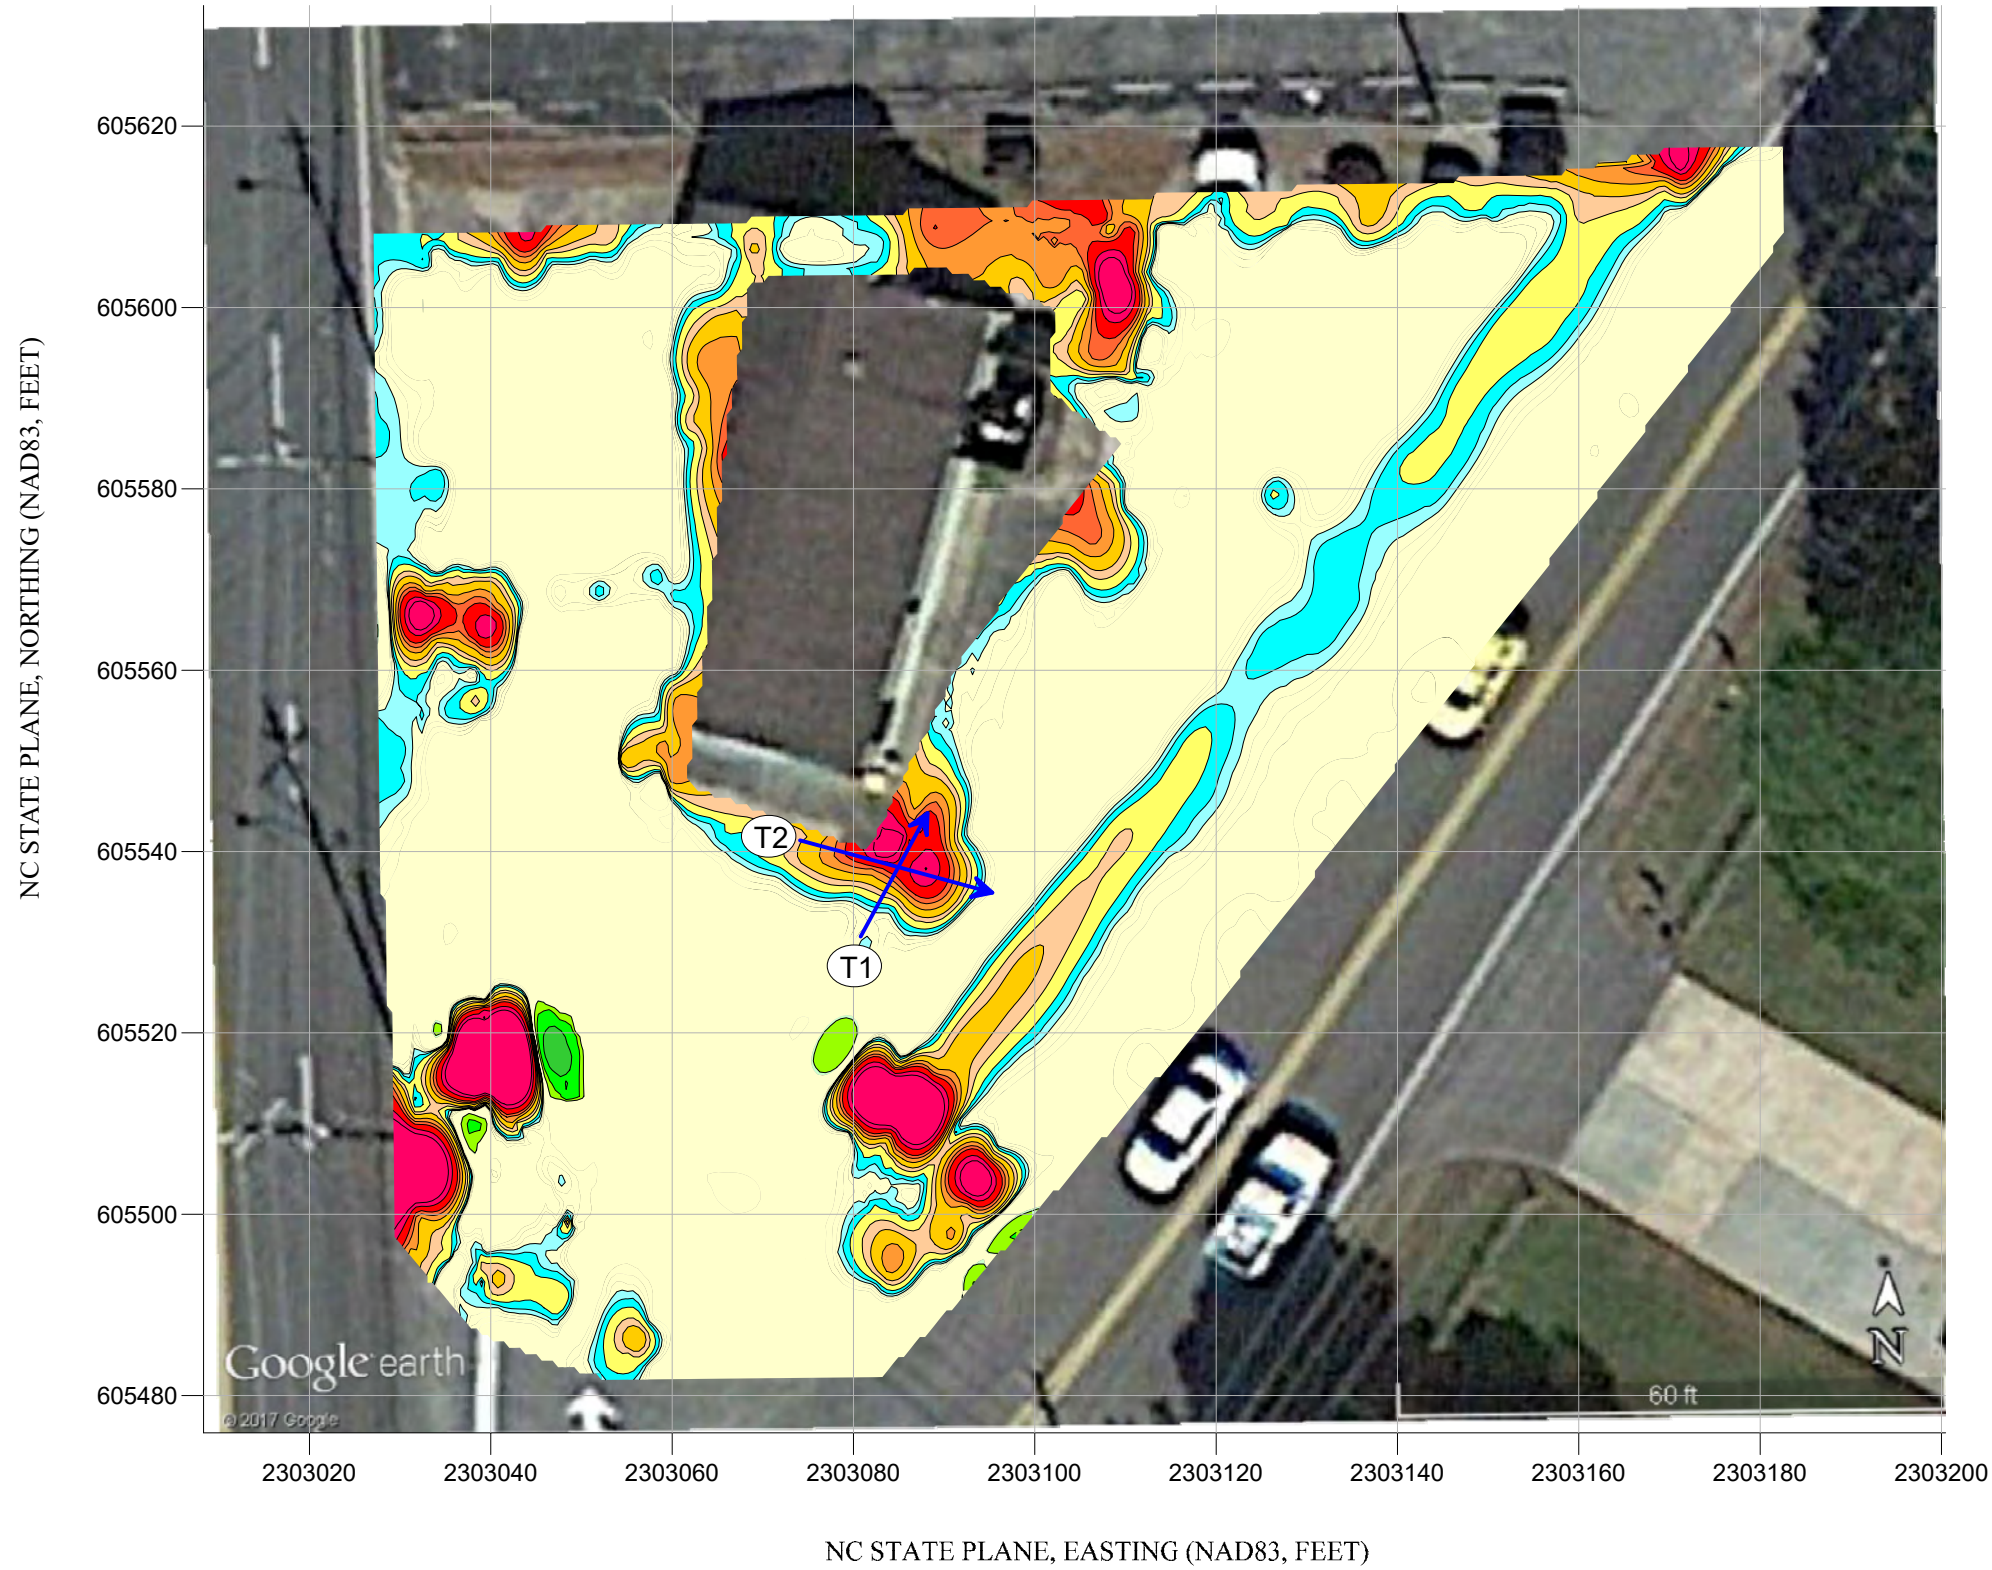 NC STATE PLANE, NORTHING (NAD83, FEET)
605620
605600
605580
605560
605540
605520
605500
605480
T2
T1
Google earth
© 2017 Google
N
60 ft
2303020 2303040 2303060 2303080 2303100 2303120 2303140 2303160 2303180 2303200
NC STATE PLANE, EASTING (NAD83, FEET)